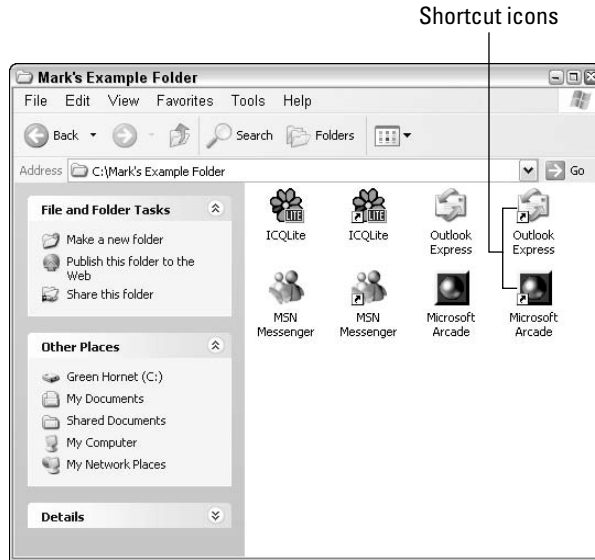 Shortcut icons
Mark's Example Folder
File Edit View Favorites Tools Help
Back Search Folders
Address C:\Mark's Example Folder Go
File and Folder Tasks
Make a new folder
Publish this folder to the
Web
Share this folder
Other Places
Green Hornet (C:)
My Documents
Shared Documents
My Computer
My Network Places
Details
LITE LITE
ICQLite ICQLite Outlook Outlook
Express Express
MSN MSN Microsoft Microsoft
Messenger Messenger Arcade Arcade